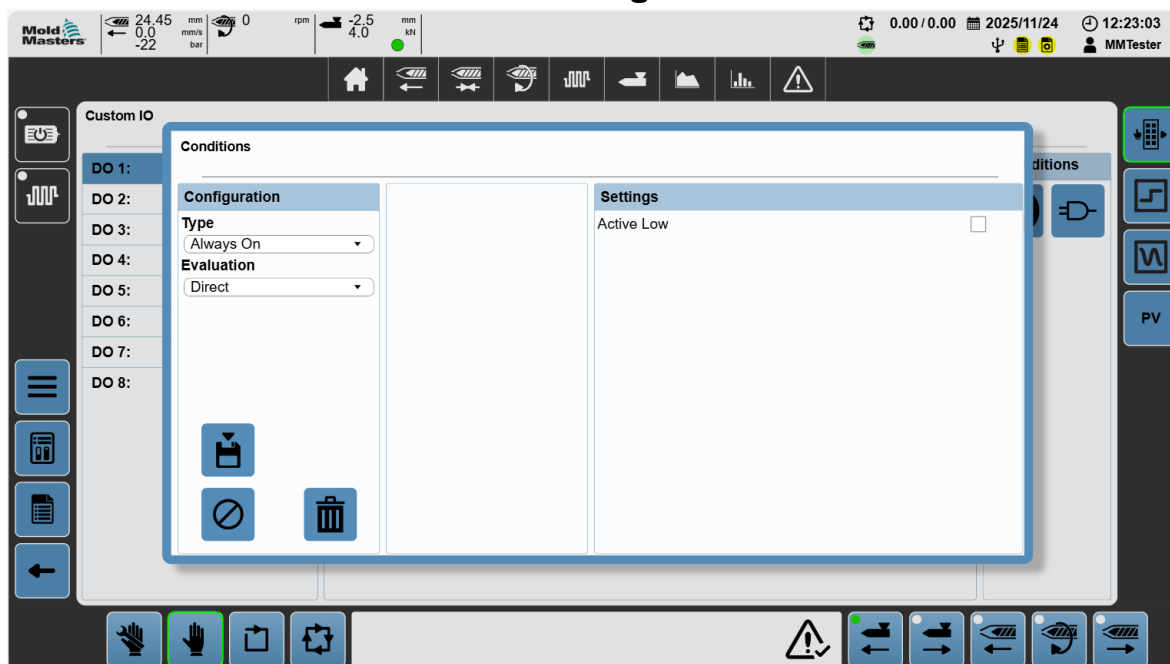 Mold
Masters
24.45 mm
0.0 mm/s
-22 bar
0 rpm
-2.5 mm
4.0 kN
0.00 / 0.00
2025/11/24
12:23:03
MMTester
Custom IO
Conditions
DO 1:
DO 2:
DO 3:
DO 4:
DO 5:
DO 6:
DO 7:
DO 8:
Configuration
Type
Always On
Evaluation
Direct
Settings
Active Low
ditions
PV